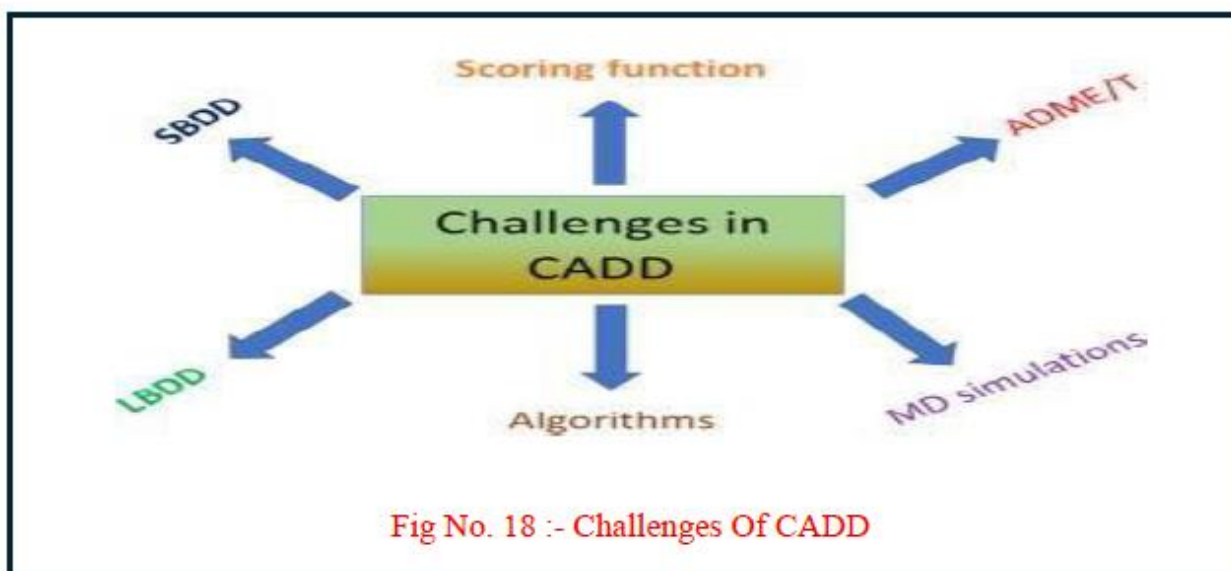 Scoring function
SBDD
ADME/T
Challenges in
CADD
LBDD
MD simulations
Algorithms
Fig No. 18 :- Challenges Of CADD